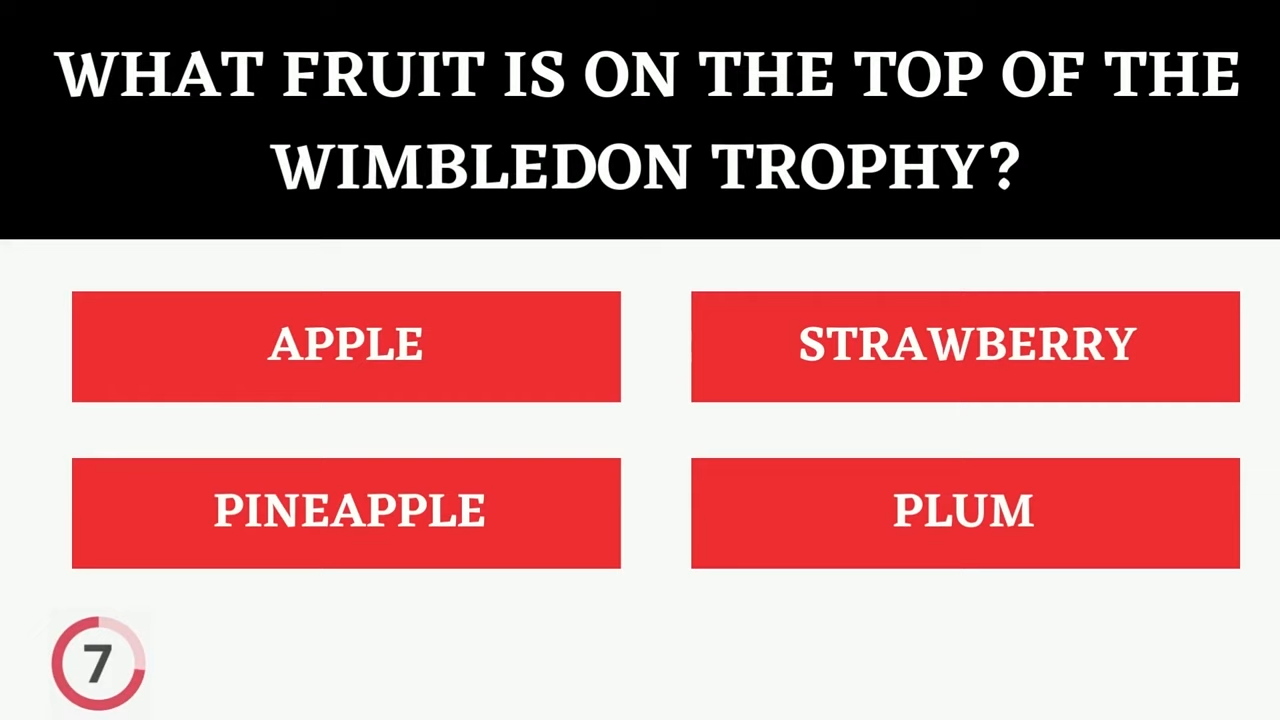 WHAT FRUIT IS ON THE TOP OF THE
WIMBLEDON TROPHY?
APPLE
STRAWBERRY
PINEAPPLE
PLUM
7